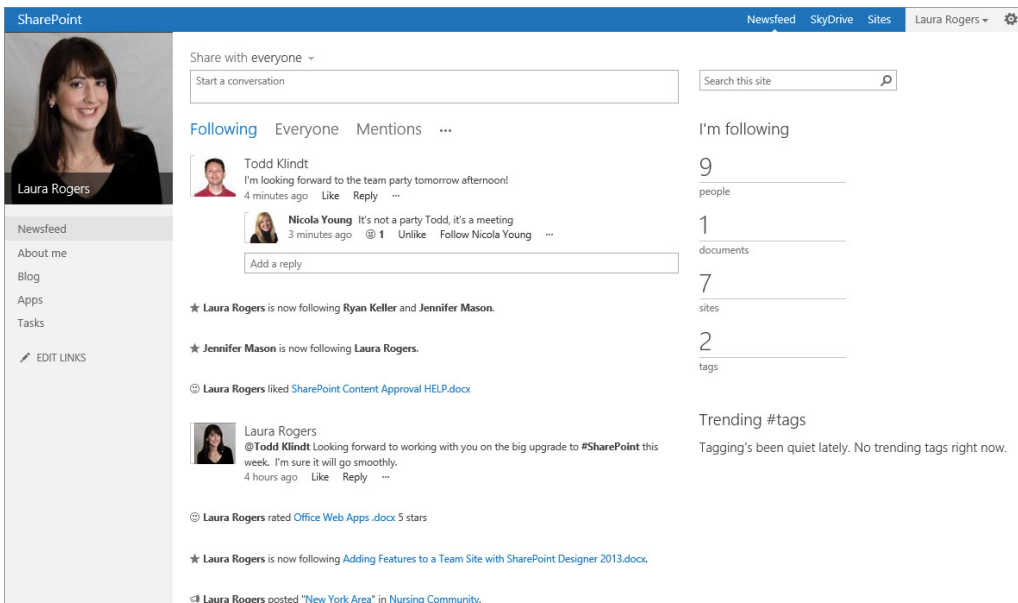 SharePoint
Newsfeed SkyDrive Sites Laura Rogers
Laura Rogers
Newsfeed
About me
Blog
Apps
Tasks
EDIT LINKS
Share with everyone
Start a conversation
Following Everyone Mentions ...
Todd Klindt
I'm looking forward to the team party tomorrow afternoon!
4 minutes ago Like Reply ...
Nicola Young It's not a party Todd, it's a meeting
3 minutes ago 1 Unlike Follow Nicola Young ...
Add a reply
Laura Rogers is now following Ryan Keller and Jennifer Mason.
Jennifer Mason is now following Laura Rogers.
Laura Rogers liked SharePoint Content Approval HELP.docx
Laura Rogers
@Todd Klindt Looking forward to working with you on the big upgrade to #SharePoint this
week. I'm sure it will go smoothly.
4 hours ago Like Reply ...
Laura Rogers rated Office Web Apps .docx 5 stars
Laura Rogers is now following Adding Features to a Team Site with SharePoint Designer 2013.docx.
Laura Rogers posted "New York Area" in Nursing Community.
Search this site
I'm following
9
people
1
documents
7
sites
2
tags
Trending #tags
Tagging's been quiet lately. No trending tags right now.